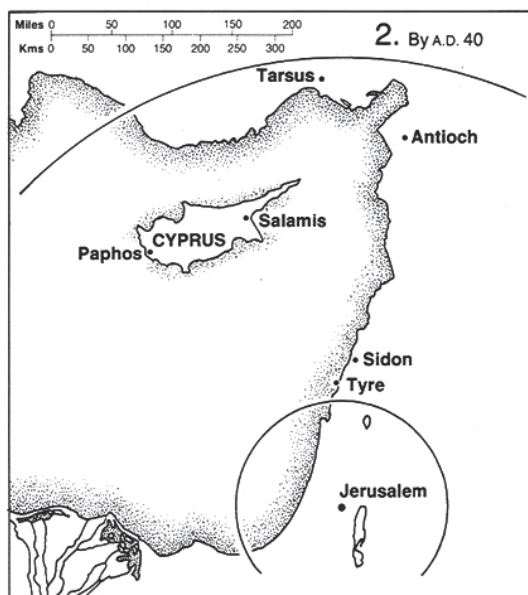 Miles 0 50 100 150 200
Kms 0 50 100 150 200 250 300
2. By A.D. 40
Tarsus
Antioch
Salamis
CYPRUS
Paphos
Sidon
Tyre
Jerusalem